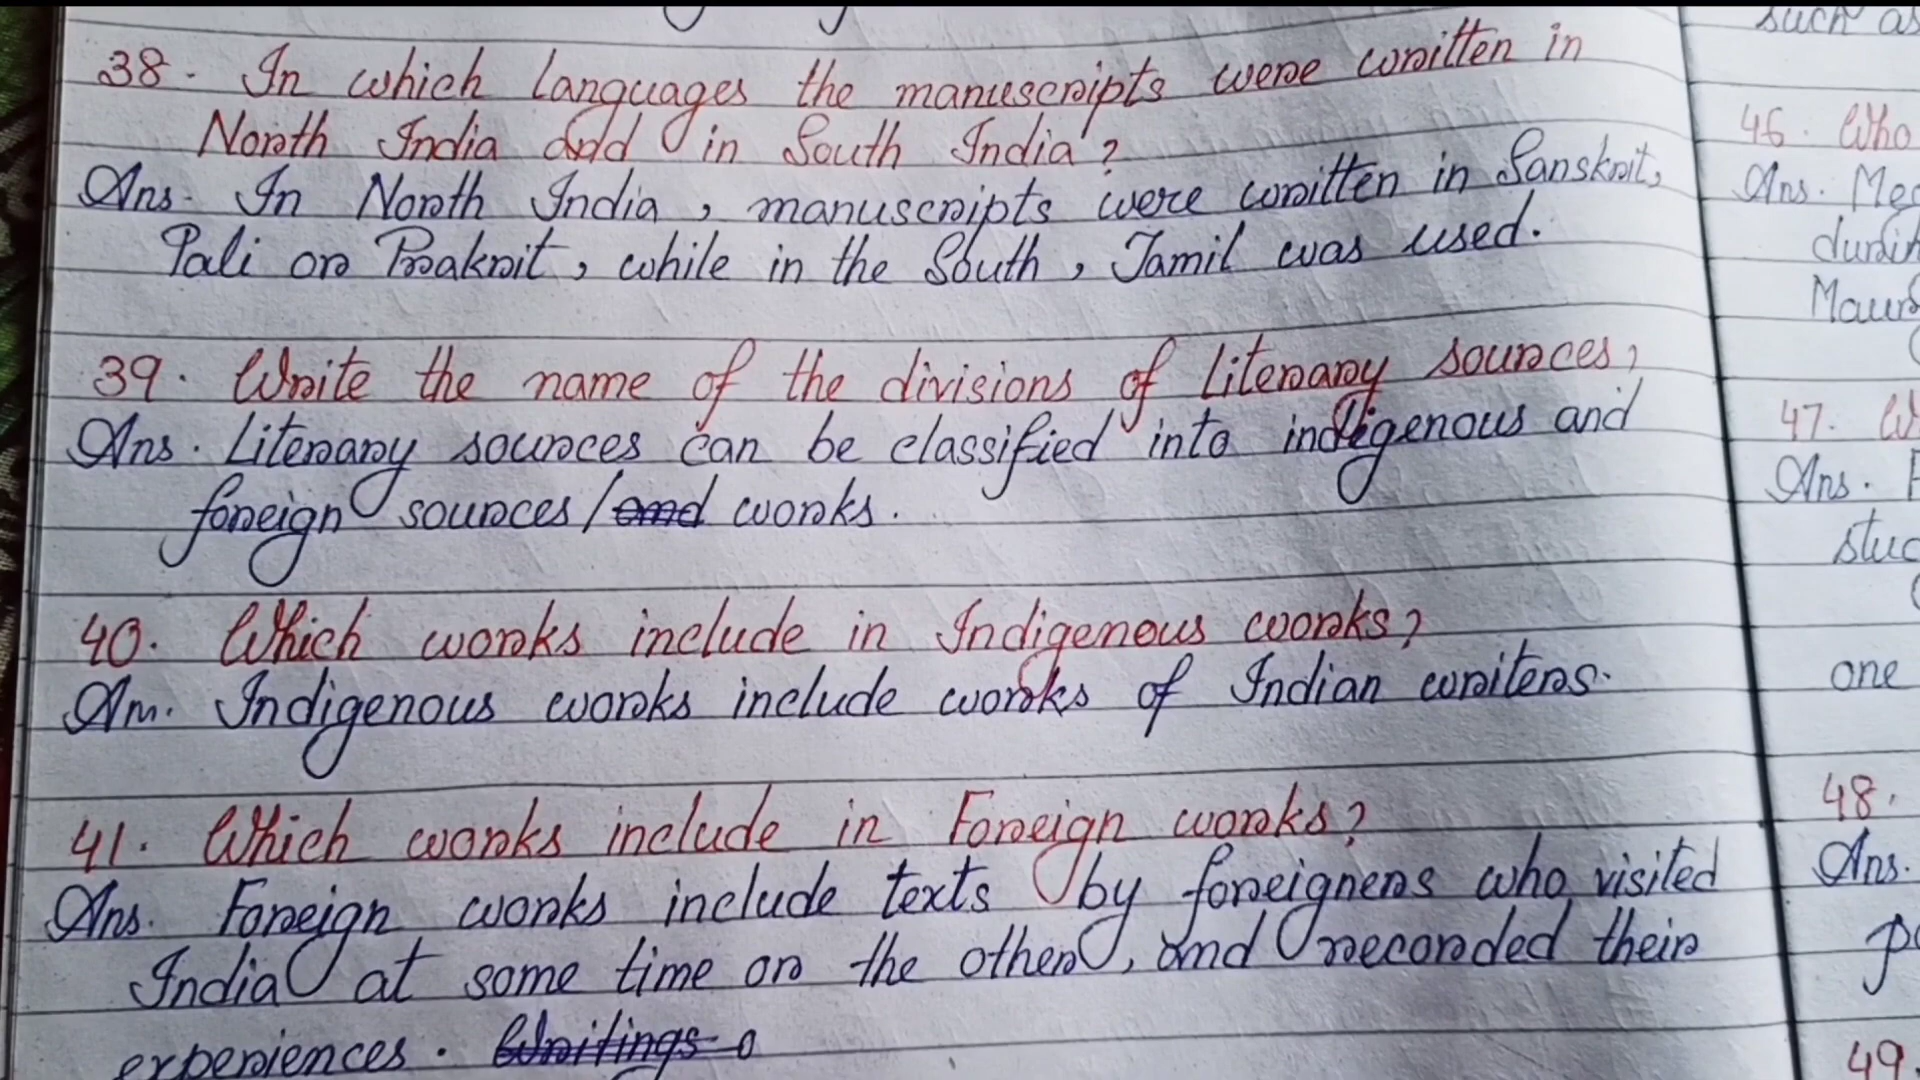 38. In which languages the manuscripts were written in
North India and in South India?
Ans. In North India, manuscripts were written in Sanskrit,
Pali or Prakrit, while in the South, Tamil was used.
39. Write the name of the divisions of literary sources?
Ans. Literary sources can be classified into indigenous and
foreign sources/and works.
40. Which works include in Indigenous works?
Ans. Indigenous works include works of Indian writers.
41. Which works include in Foreign works?
Ans. Foreign works include texts by foreigners who visited
India at some time or the other, and recorded their
experiences. Writings o
such as
46. Who
Ans.
47.
Ans.
one
48.
Ans.
49.